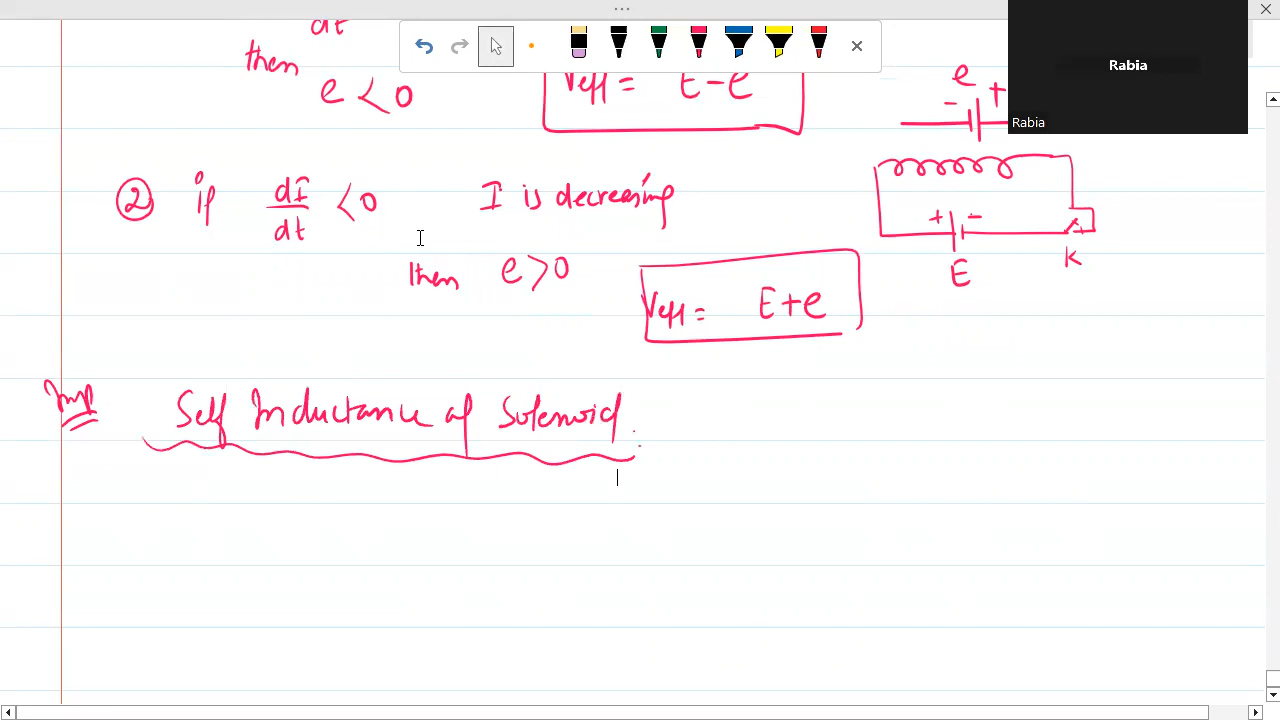 dt
then
e < 0
Veff = E - e
e
- +
Rabia
Rabia
② if dI/dt < 0 I is decreasing
+ -
E
K
then e > 0
Veff = E + e
Imp
Self Inductance of Solenoid :